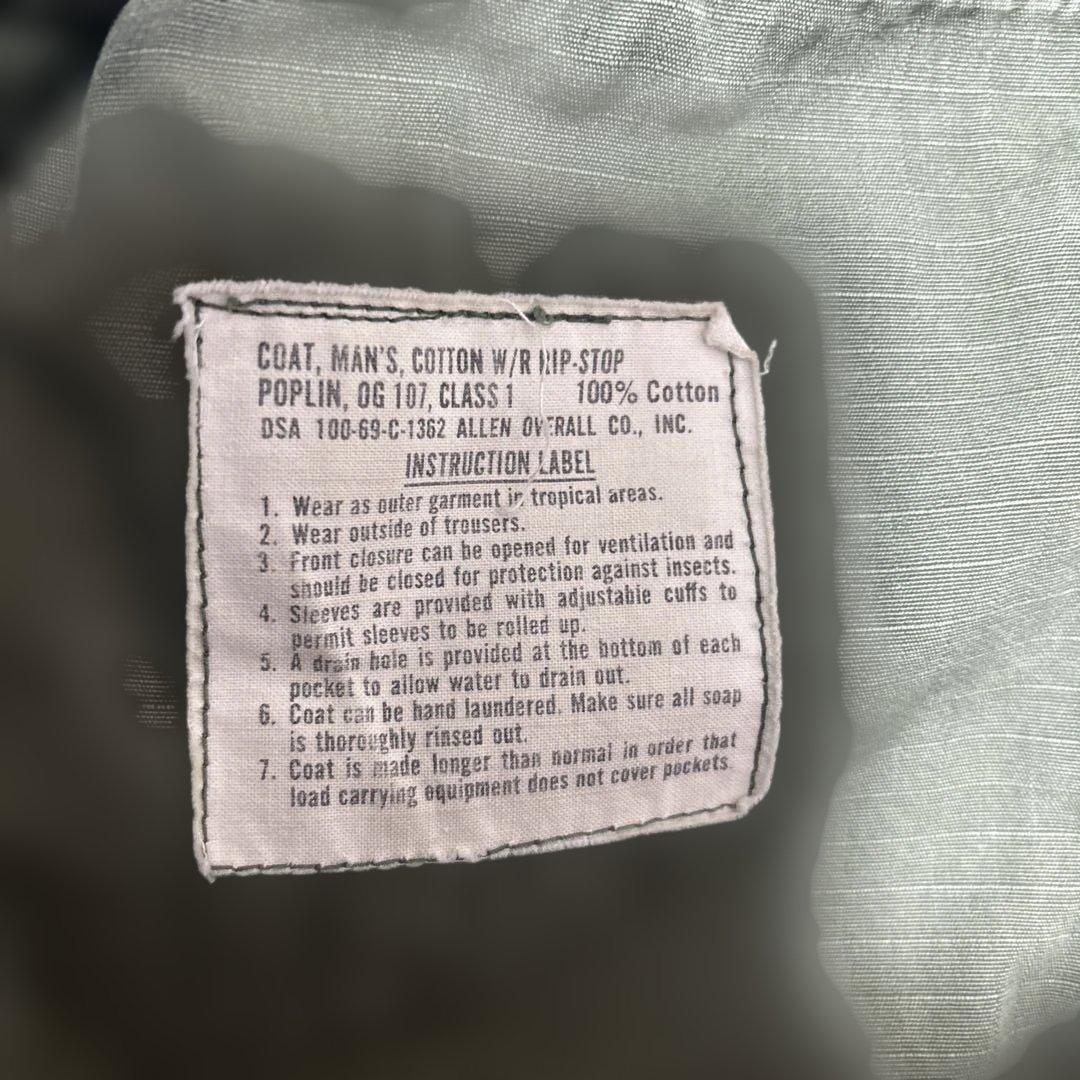 COAT, MAN'S, COTTON W/R RIP-STOP
POPLIN, OG 107, CLASS 1 100% Cotton
DSA 100-69-C-1362 ALLEN OVERALL CO., INC.
INSTRUCTION LABEL
1. Wear as outer garment in tropical areas.
2. Wear outside of trousers.
3. Front closure can be opened for ventilation and
should be closed for protection against insects.
4. Sleeves are provided with adjustable cuffs to
permit sleeves to be rolled up.
5. A drain hole is provided at the bottom of each
pocket to allow water to drain out.
6. Coat can be hand laundered. Make sure all soap
is thoroughly rinsed out.
7. Coat is made longer than normal in order that
load carrying equipment does not cover pockets.